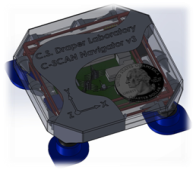 C.S. Draper Laboratory
C-SCAN Navigator v3